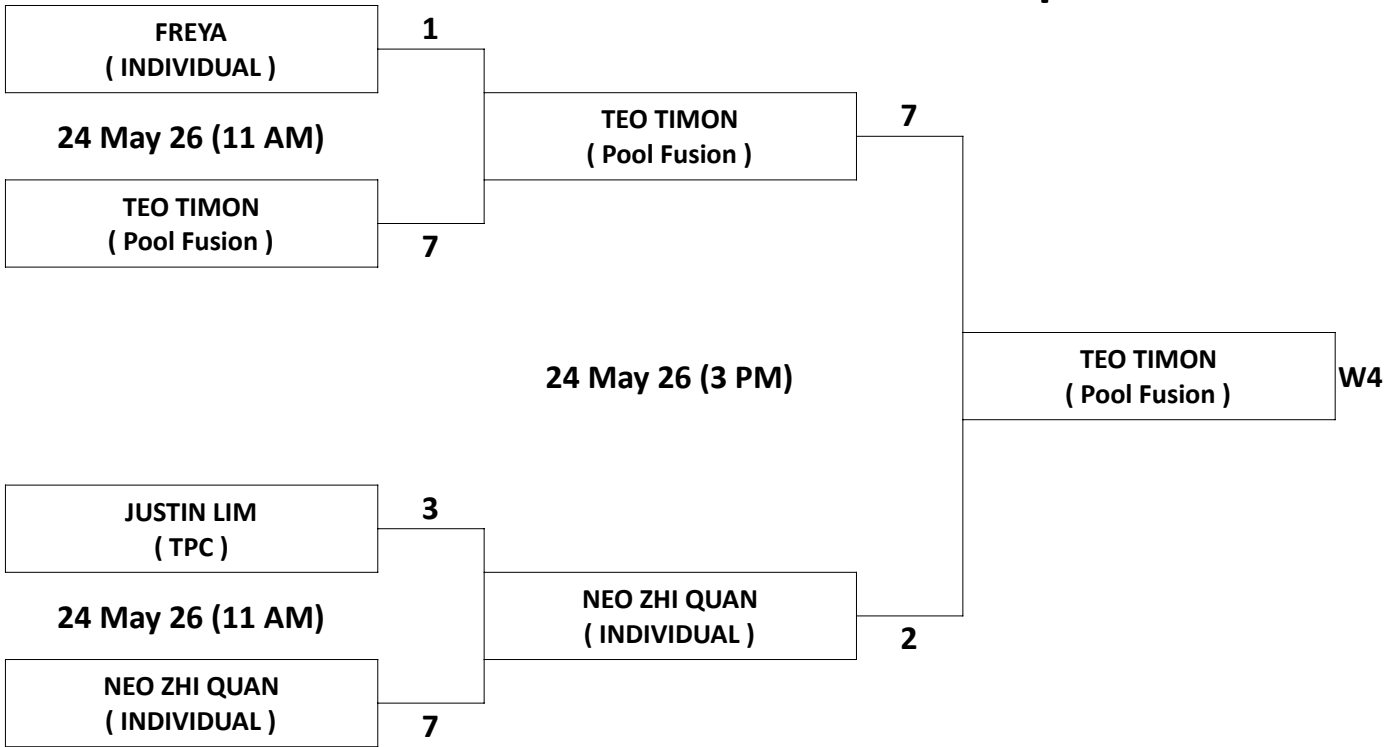 FREYA
( INDIVIDUAL )
1
24 May 26 (11 AM)
TEO TIMON
( Pool Fusion )
7
TEO TIMON
( Pool Fusion )
7
24 May 26 (3 PM)
TEO TIMON
( Pool Fusion )
W4
JUSTIN LIM
( TPC )
3
24 May 26 (11 AM)
NEO ZHI QUAN
( INDIVIDUAL )
2
NEO ZHI QUAN
( INDIVIDUAL )
7